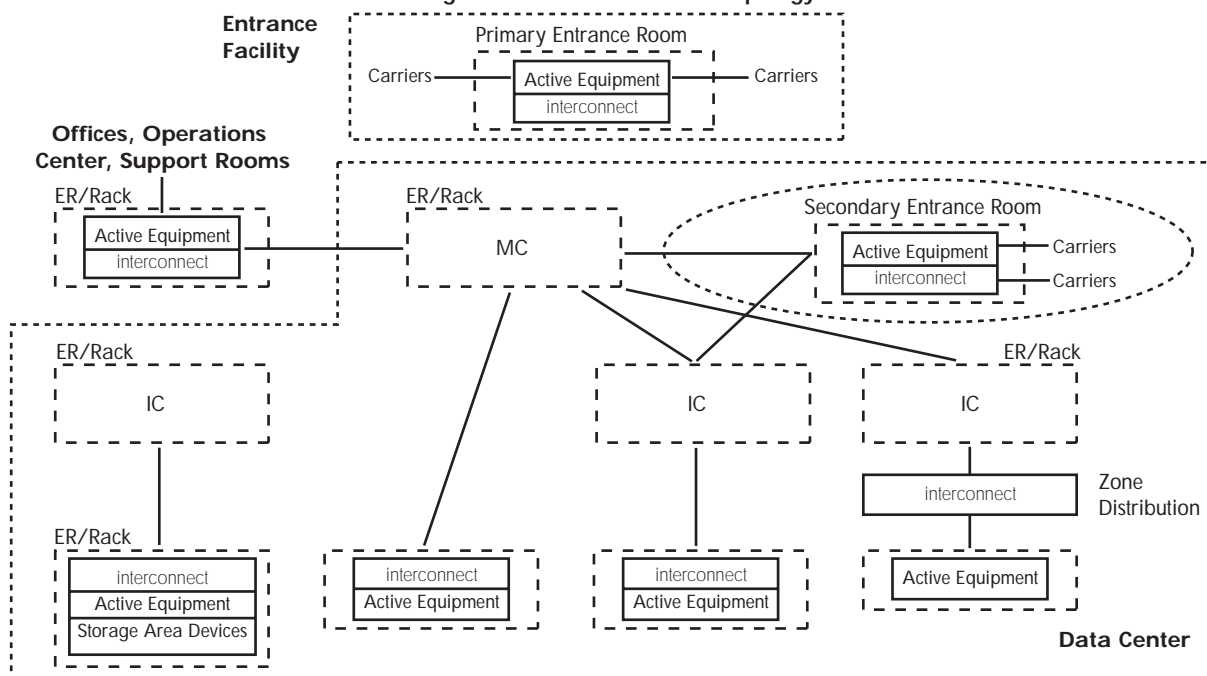 Entrance
Facility
Primary Entrance Room
Carriers
Active Equipment
Carriers
interconnect
Offices, Operations
Center, Support Rooms
ER/Rack
Active Equipment
interconnect
ER/Rack
MC
Secondary Entrance Room
Active Equipment
Carriers
interconnect
Carriers
ER/Rack
IC
IC
ER/Rack
IC
interconnect
Zone
Distribution
ER/Rack
interconnect
Active Equipment
Storage Area Devices
interconnect
Active Equipment
interconnect
Active Equipment
Active Equipment
Data Center